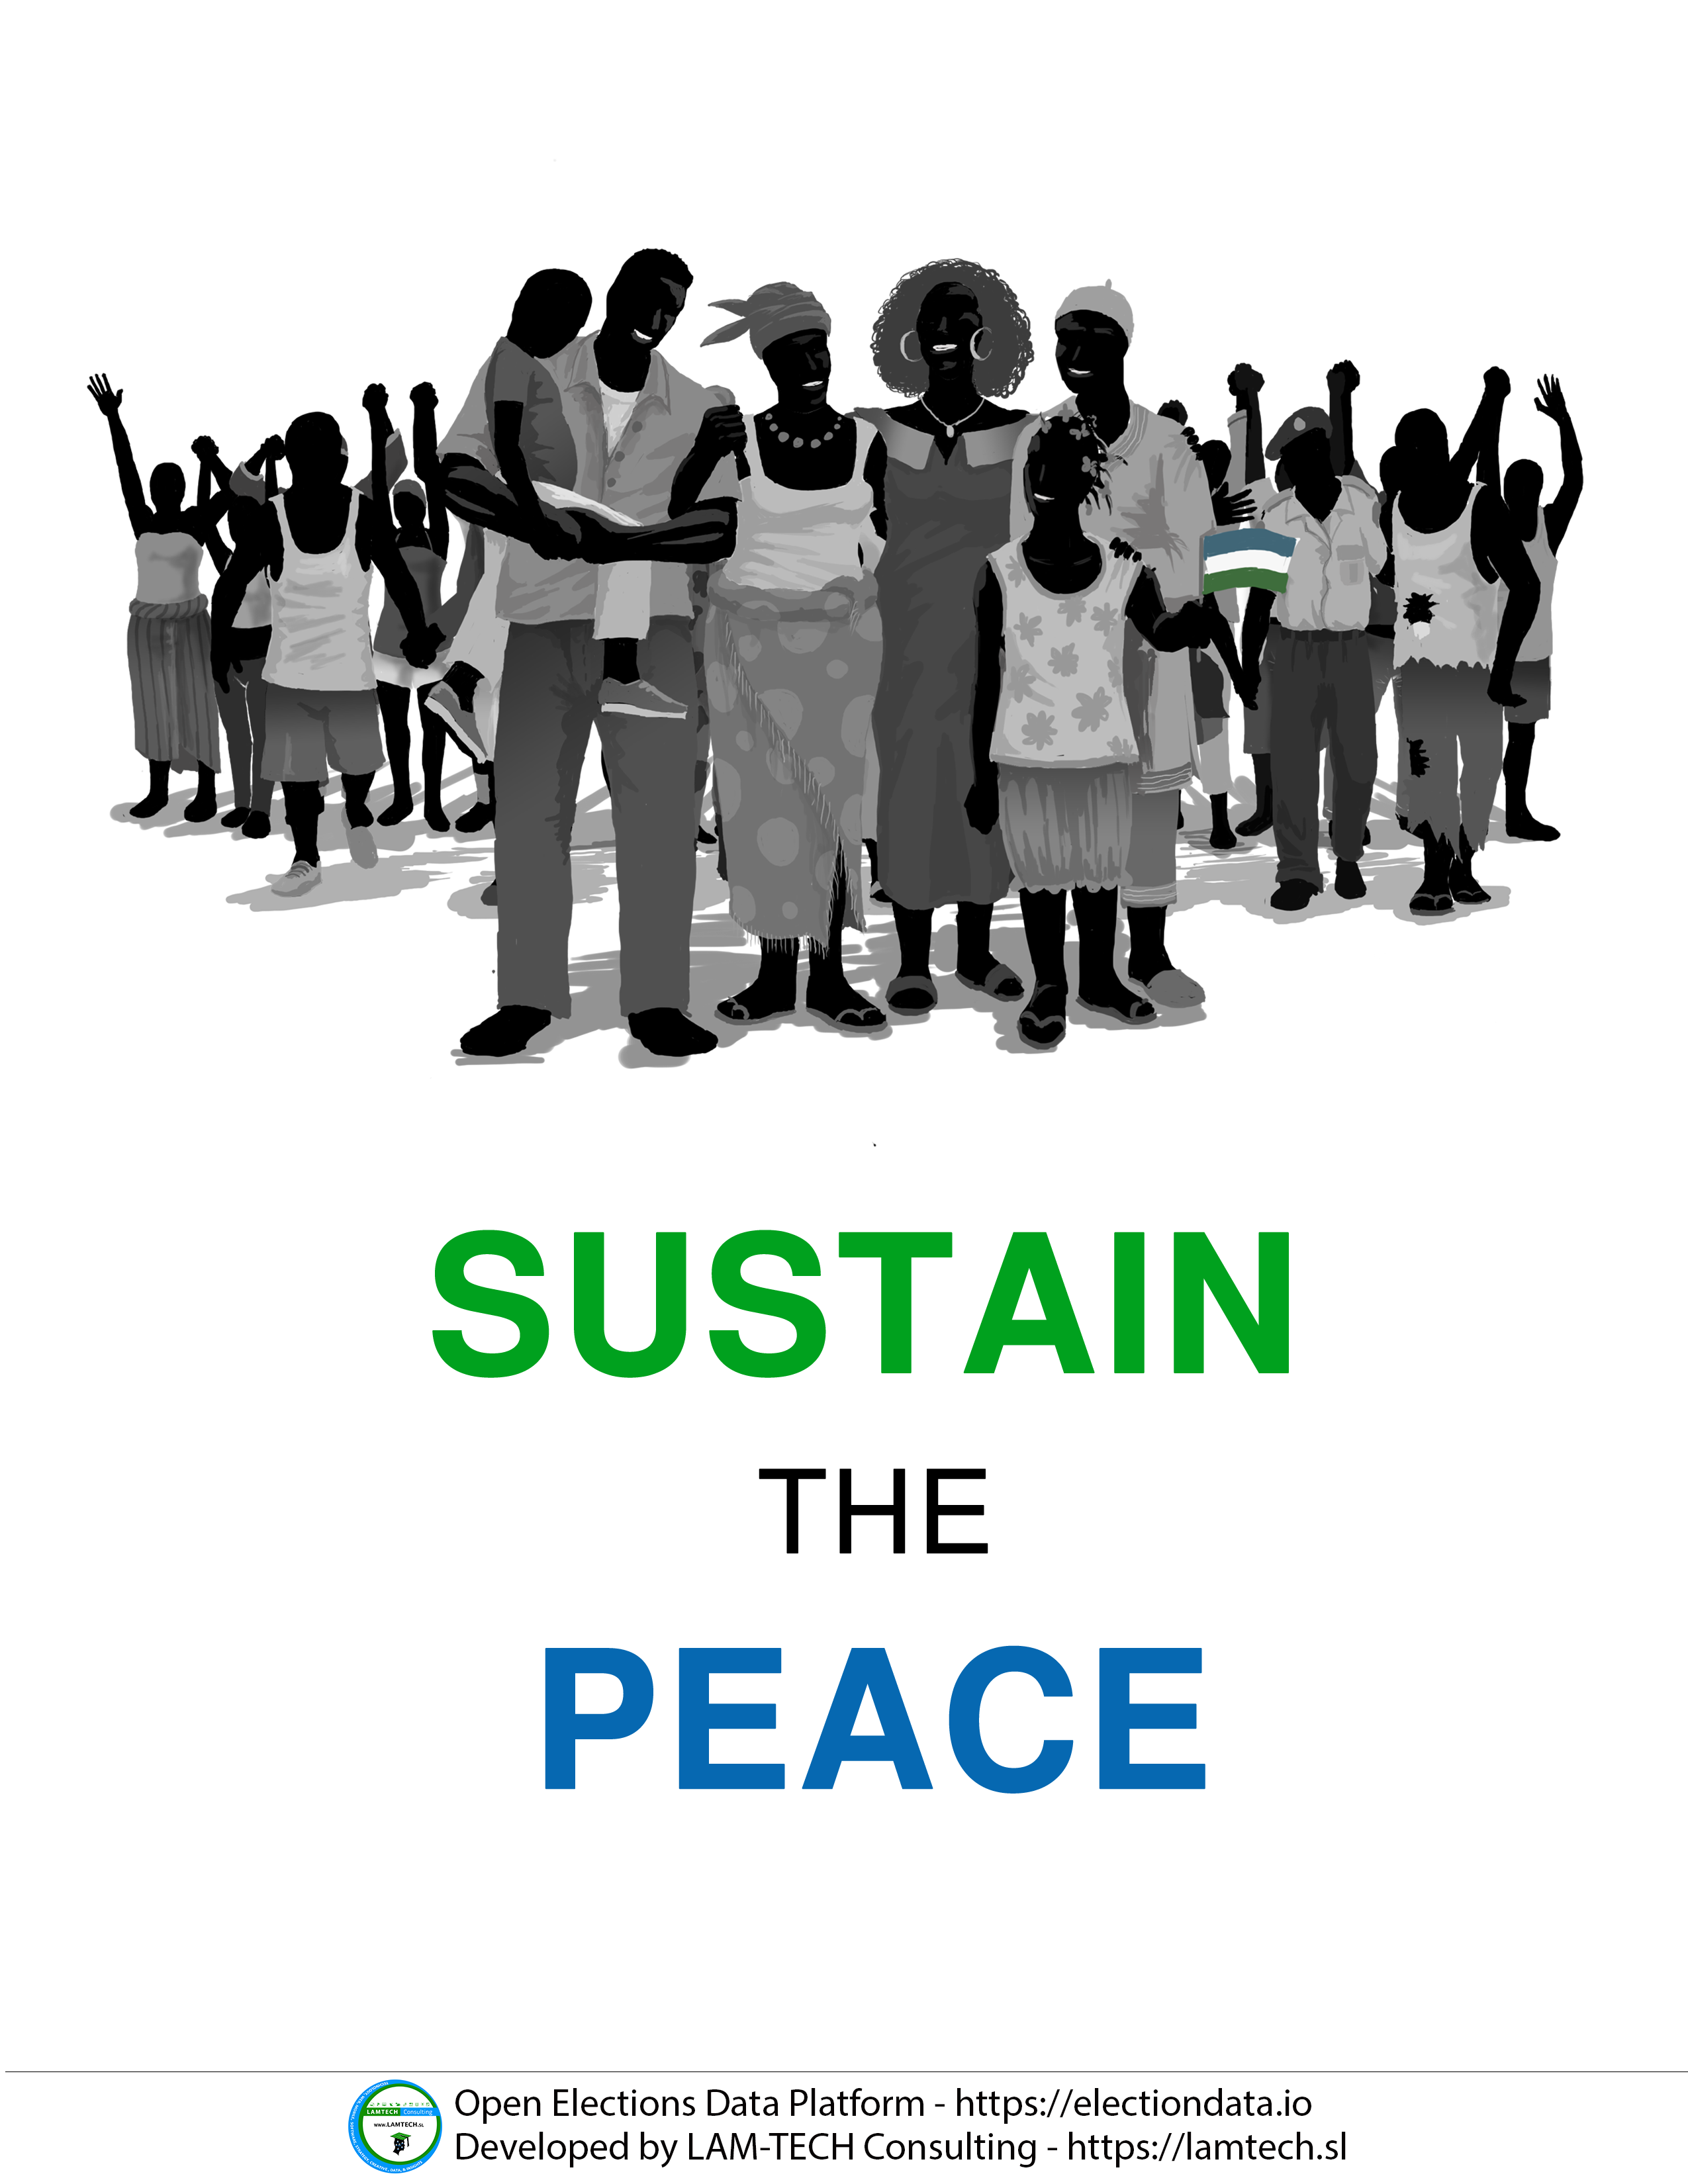 SUSTAIN
THE
PEACE
LAMTECH Consulting
www.LAMTECH.SL
Open Elections Data Platform - https://electiondata.io
Developed by LAM-TECH Consulting - https://lamtech.sl